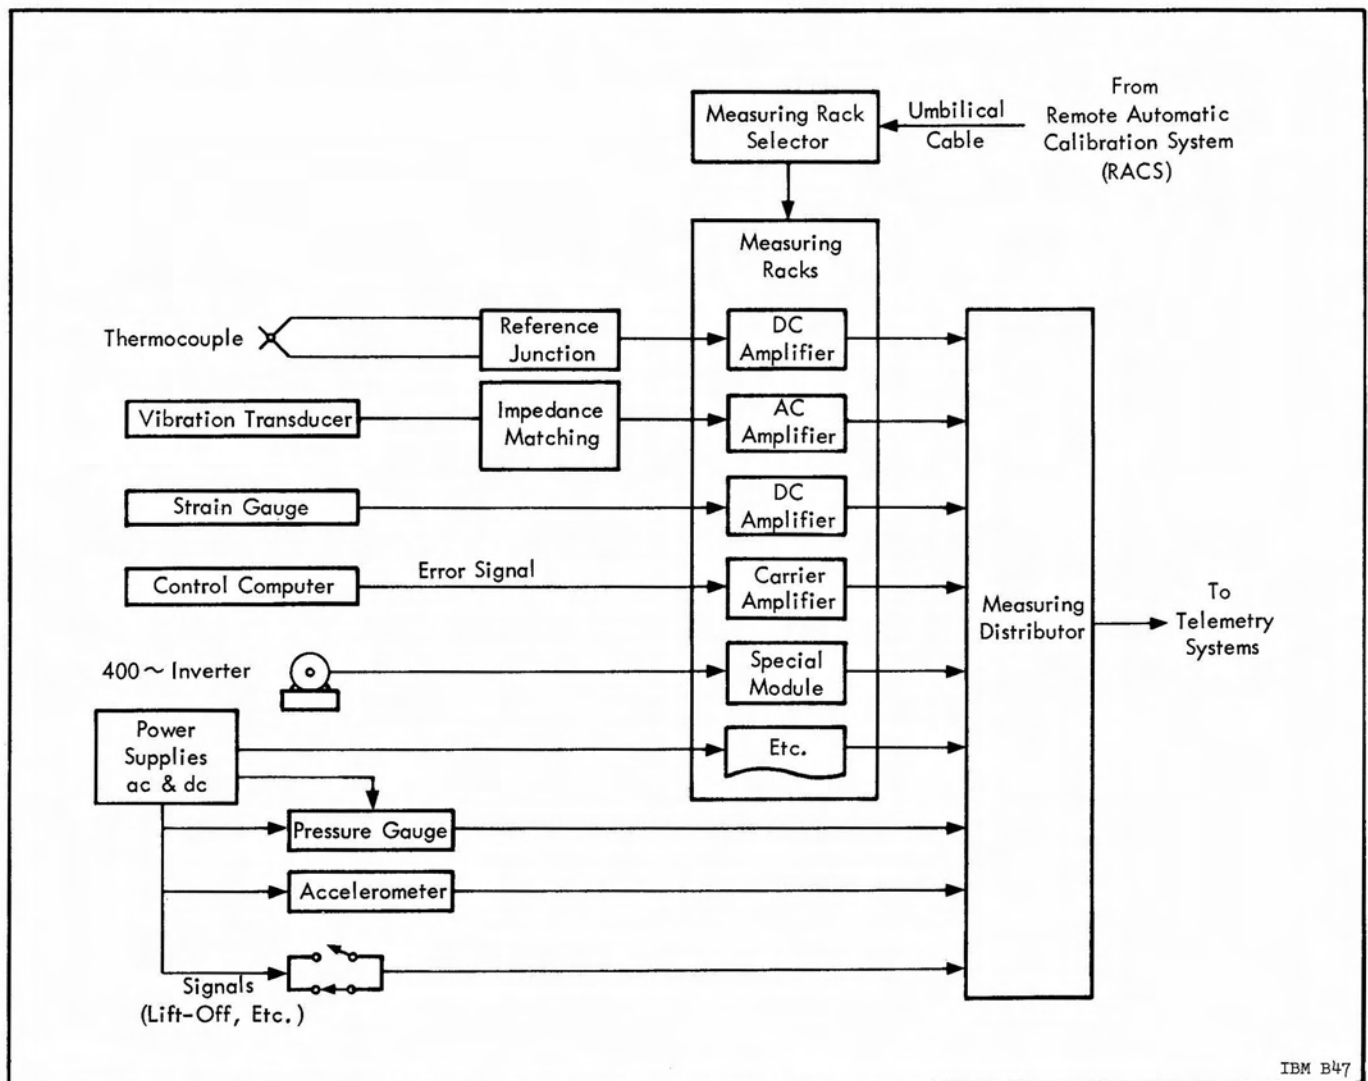 From
Remote Automatic
Calibration System
(RACS)
Umbilical
Cable
Measuring Rack
Selector
Measuring
Racks
Thermocouple
Reference
Junction
DC
Amplifier
Vibration Transducer
Impedance
Matching
AC
Amplifier
Strain Gauge
DC
Amplifier
Control Computer
Error Signal
Carrier
Amplifier
Measuring
Distributor
To
Telemetry
Systems
400 ~ Inverter
Special
Module
Power
Supplies
ac & dc
Etc.
Pressure Gauge
Accelerometer
Signals
(Lift-Off, Etc.)
IBM B47